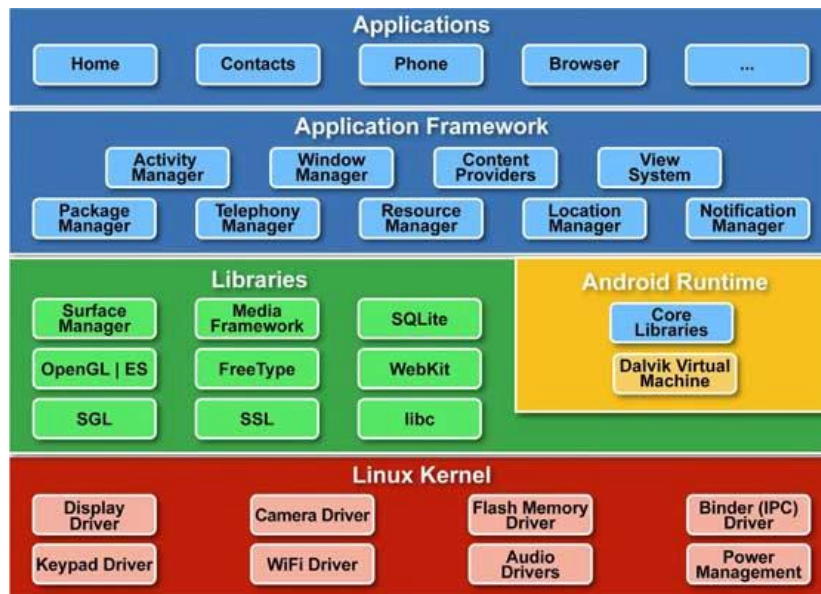 Applications
Home
Contacts
Phone
Browser
...
Application Framework
Activity
Manager
Window
Manager
Content
Providers
View
System
Package
Manager
Telephony
Manager
Resource
Manager
Location
Manager
Notification
Manager
Libraries
Surface
Manager
Media
Framework
SQLite
OpenGL | ES
FreeType
WebKit
SGL
SSL
libc
Android Runtime
Core
Libraries
Dalvik Virtual
Machine
Linux Kernel
Display
Driver
Camera Driver
Flash Memory
Driver
Binder (IPC)
Driver
Keypad Driver
WiFi Driver
Audio
Drivers
Power
Management